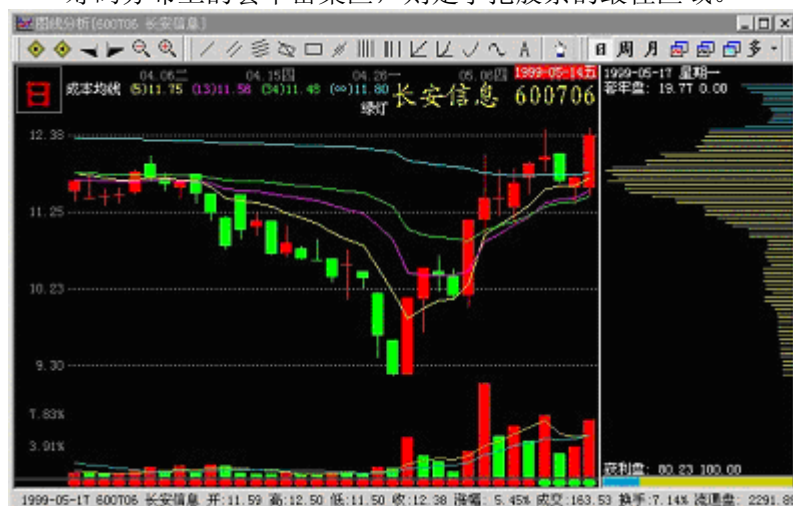 图线分析[600706 长安信息]
日 周 月 多
日
04.06二 04.15四 04.26一 05.06四 1999-05-14五 1999-05-17 星期一
成本均线 (5)11.75 (13)11.58 (34)11.48 (∞)11.80
套牢盘: 19.77 0.00
绿灯
长安信息 600706
12.38
11.25
10.23
9.30
7.83%
3.91%
获利盘: 80.23 100.00
1999-05-17 600706 长安信息 开:11.59 高:12.50 低:11.50 收:12.38 涨幅: 5.45% 成交:163.53 换手:7.14% 流通盘: 2291.89